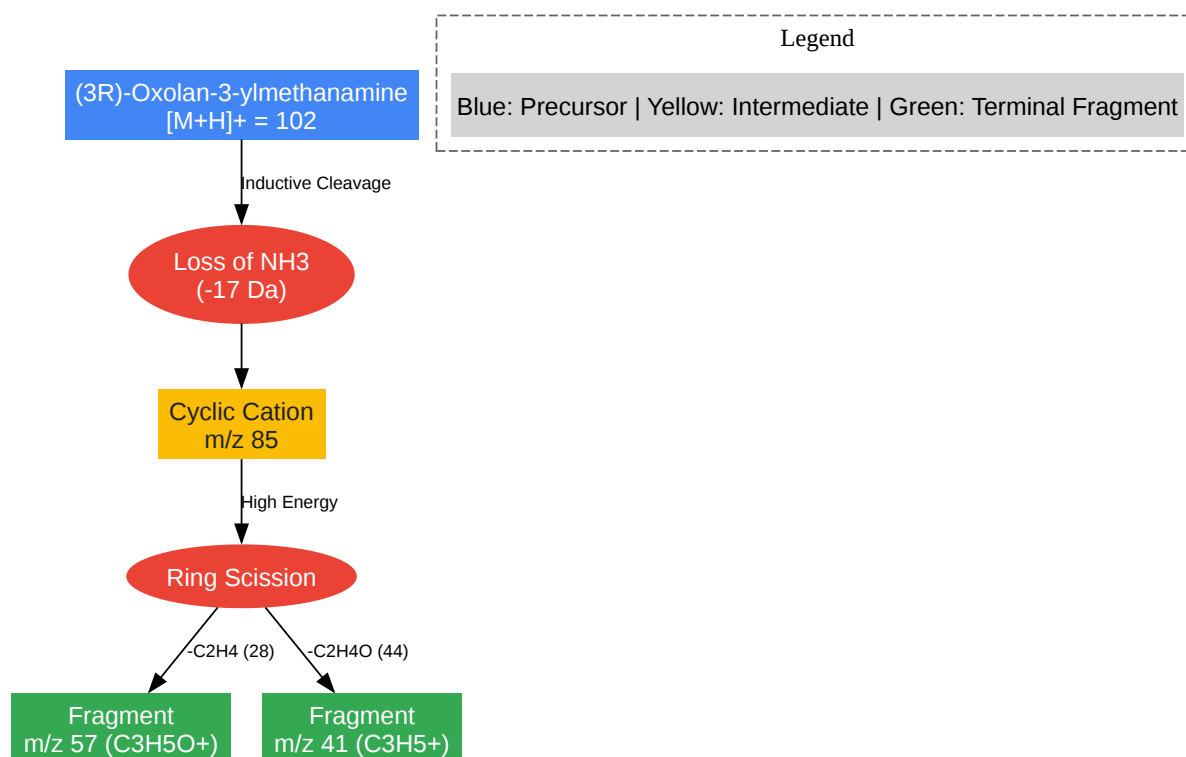 Legend
Blue: Precursor | Yellow: Intermediate | Green: Terminal Fragment
(3R)-Oxolan-3-ylmethanamine
[M+H]+ = 102
Inductive Cleavage
Loss of NH3
(-17 Da)
Cyclic Cation
m/z 85
High Energy
Ring Scission
-C2H4 (28)
-C2H4O (44)
Fragment
m/z 57 (C3H5O+)
Fragment
m/z 41 (C3H5+)